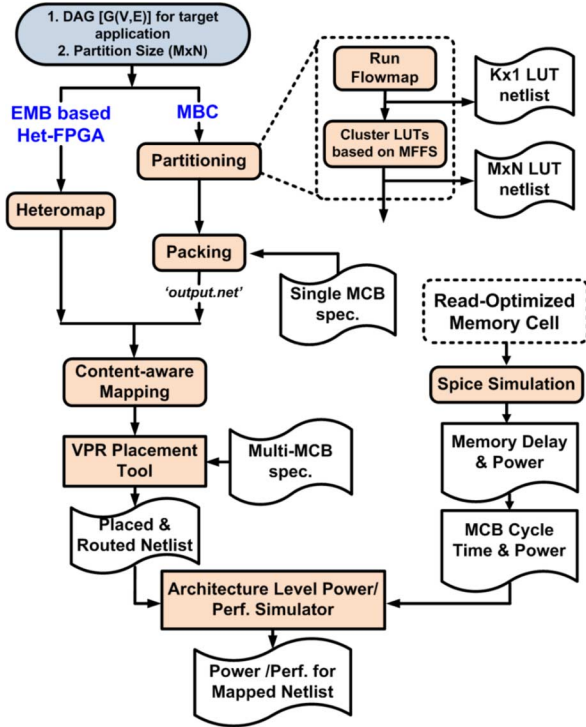 1. DAG [G(V,E)] for target
application
2. Partition Size (MxN)
EMB based
Het-FPGA
MBC
Partitioning
Heteromap
Packing
'output.net'
Single MCB
spec.
Run
Flowmap
Cluster LUTs
based on MFFS
Kx1 LUT
netlist
MxN LUT
netlist
Content-aware
Mapping
VPR Placement
Tool
Multi-MCB
spec.
Placed &
Routed Netlist
Read-Optimized
Memory Cell
Spice Simulation
Memory Delay
& Power
MCB Cycle
Time & Power
Architecture Level Power/
Perf. Simulator
Power /Perf. for
Mapped Netlist